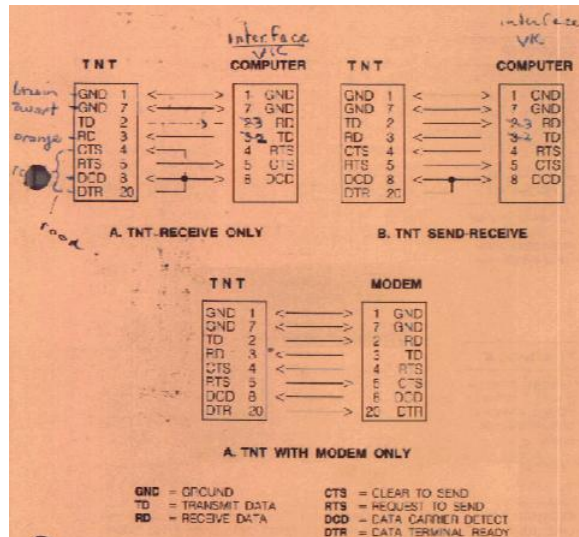 interface
VIC
interface
VIC
TNT
COMPUTER
TNT
COMPUTER
bruin
GND 1
1 GND
GND 1
1 GND
zwart
GND 7
7 GND
GND 7
7 GND
TD 2
3 RD
TD 2
3 RD
orange
RD 3
2 TD
RD 3
2 TD
CTS 4
4 RTS
CTS 4
4 RTS
RTS 5
5 CTS
RTS 5
5 CTS
DCD 8
8 DCD
DCD 8
8 DCD
DTR 20
DTR 20
rood
A. TNT RECEIVE ONLY
B. TNT SEND-RECEIVE
TNT
MODEM
GND 1
1 GND
GND 7
7 GND
TD 2
2 RD
RD 3
3 TD
CTS 4
4 RTS
RTS 5
5 CTS
DCD 8
8 DCD
DTR 20
20 DTR
A. TNT WITH MODEM ONLY
GND = GROUND
TD = TRANSMIT DATA
RD = RECEIVE DATA
CTS = CLEAR TO SEND
RTS = REQUEST TO SEND
DCD = DATA CARRIER DETECT
DTR = DATA TERMINAL READY